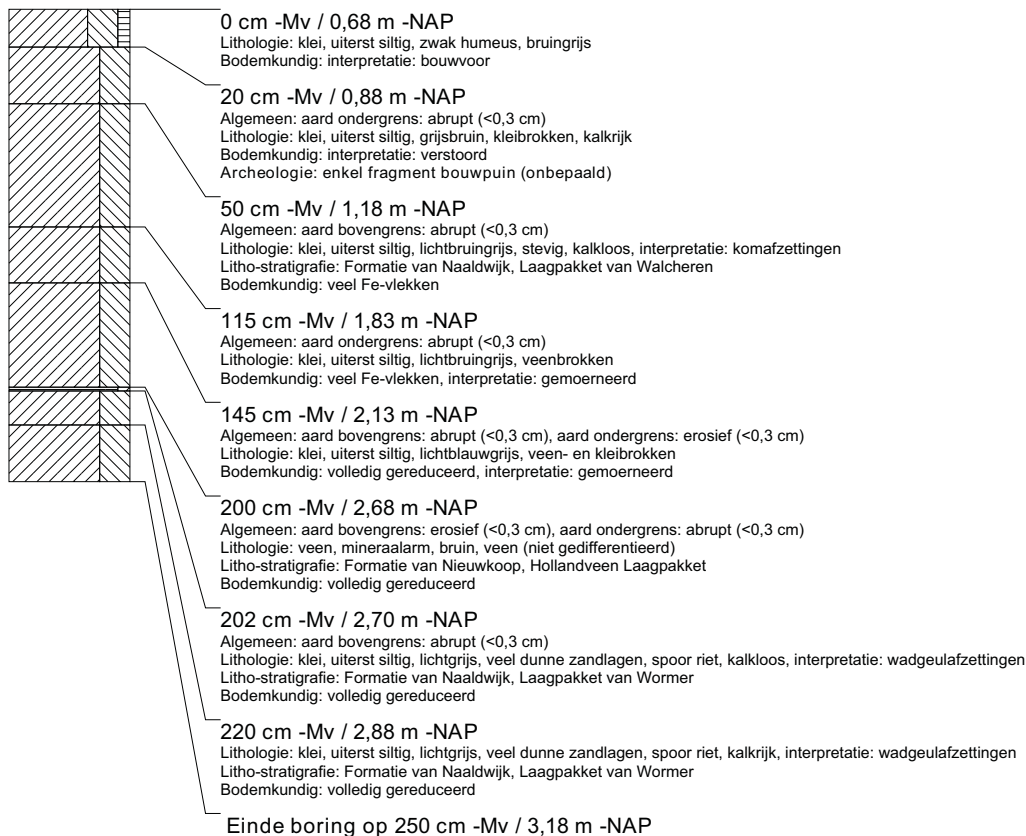 0 cm -Mv / 0,68 m -NAP
Lithologie: klei, uiterst siltig, zwak humeus, bruingrijs
Bodemkundig: interpretatie: bouwvoor
20 cm -Mv / 0,88 m -NAP
Algemeen: aard ondergrens: abrupt (<0,3 cm)
Lithologie: klei, uiterst siltig, grijsbruin, kleibrokken, kalkrijk
Bodemkundig: interpretatie: verstoord
Archeologie: enkel fragment bouwpuin (onbepaald)
50 cm -Mv / 1,18 m -NAP
Algemeen: aard bovengrens: abrupt (<0,3 cm)
Lithologie: klei, uiterst siltig, lichtbruingrijs, stevig, kalkloos, interpretatie: komafzettingen
Litho-stratigrafie: Formatie van Naaldwijk, Laagpakket van Walcheren
Bodemkundig: veel Fe-vlekken
115 cm -Mv / 1,83 m -NAP
Algemeen: aard ondergrens: abrupt (<0,3 cm)
Lithologie: klei, uiterst siltig, lichtbruingrijs, veenbrokken
Bodemkundig: veel Fe-vlekken, interpretatie: gemoerneerd
145 cm -Mv / 2,13 m -NAP
Algemeen: aard bovengrens: abrupt (<0,3 cm), aard ondergrens: erosief (<0,3 cm)
Lithologie: klei, uiterst siltig, lichtblauwgrijs, veen- en kleibrokken
Bodemkundig: volledig gereduceerd, interpretatie: gemoerneerd
200 cm -Mv / 2,68 m -NAP
Algemeen: aard bovengrens: erosief (<0,3 cm), aard ondergrens: abrupt (<0,3 cm)
Lithologie: veen, mineraalarm, bruin, veen (niet gedifferentieerd)
Litho-stratigrafie: Formatie van Nieuwkoop, Hollandveen Laagpakket
Bodemkundig: volledig gereduceerd
202 cm -Mv / 2,70 m -NAP
Algemeen: aard bovengrens: abrupt (<0,3 cm)
Lithologie: klei, uiterst siltig, lichtgrijs, veel dunne zandlagen, spoor riet, kalkloos, interpretatie: wadgeulafzettingen
Litho-stratigrafie: Formatie van Naaldwijk, Laagpakket van Wormer
Bodemkundig: volledig gereduceerd
220 cm -Mv / 2,88 m -NAP
Lithologie: klei, uiterst siltig, lichtgrijs, veel dunne zandlagen, spoor riet, kalkrijk, interpretatie: wadgeulafzettingen
Litho-stratigrafie: Formatie van Naaldwijk, Laagpakket van Wormer
Bodemkundig: volledig gereduceerd
Einde boring op 250 cm -Mv / 3,18 m -NAP